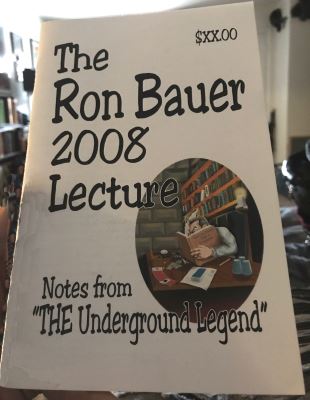 $XX.00
The
Ron Bauer
2008
Lecture
Notes from
"THE Underground Legend"